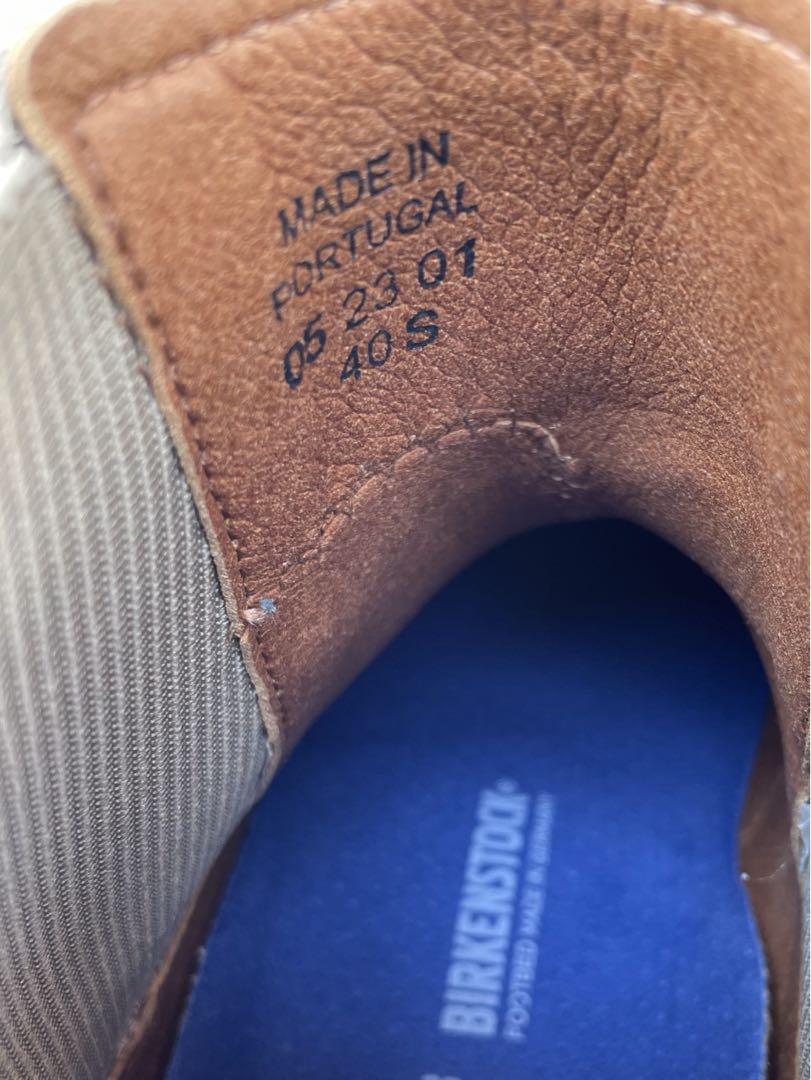 MADE IN
PORTUGAL
05 23 01
40 S
BIRKENSTOCK®
FOOTBED MADE IN GERMANY